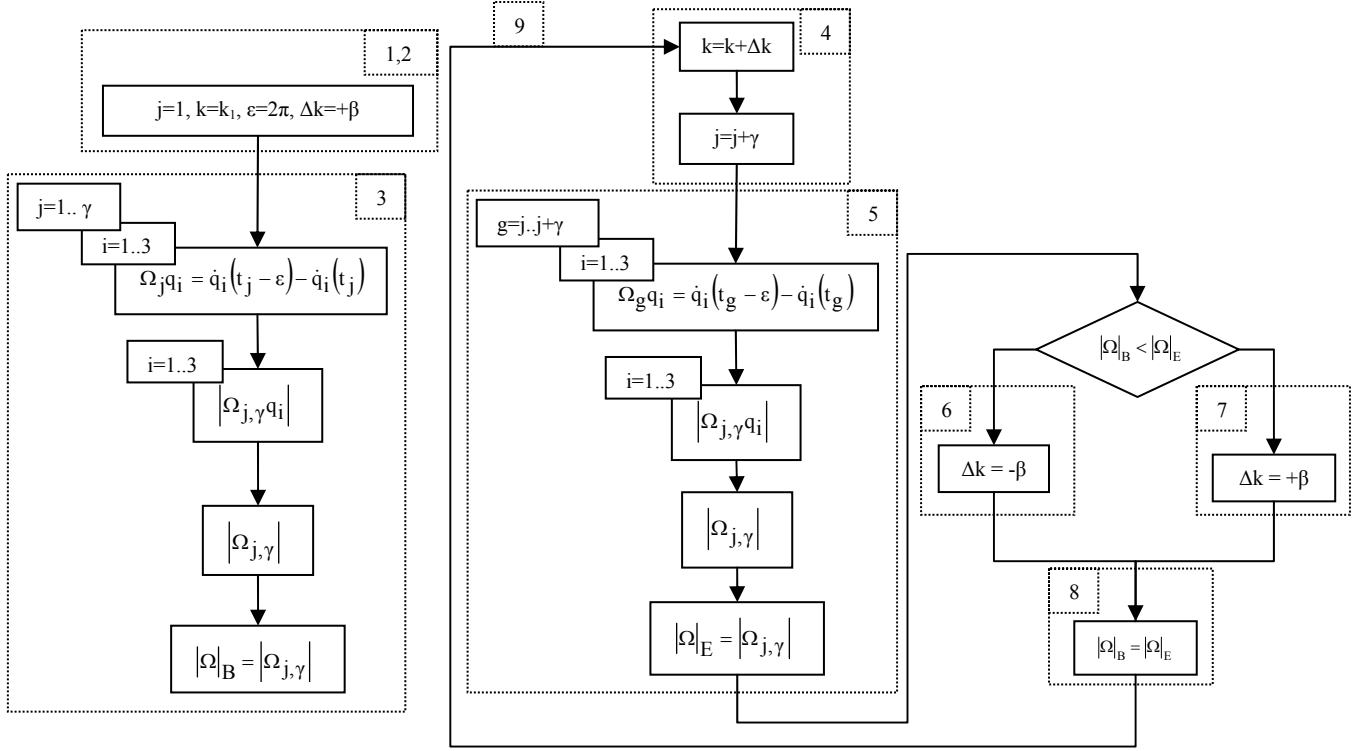 1,2
j=1, k=k₁, ε=2π, Δk=+β
3
j=1.. γ
i=1..3
Ω_j q_i = q̇_i(t_j − ε) − q̇_i(t_j)
i=1..3
|Ω_{j,γ} q_i|
|Ω_{j,γ}|
|Ω|_B = |Ω_{j,γ}|
9
4
k=k+Δk
j=j+γ
5
g=j..j+γ
i=1..3
Ω_g q_i = q̇_i(t_g − ε) − q̇_i(t_g)
i=1..3
|Ω_{j,γ} q_i|
|Ω_{j,γ}|
|Ω|_E = |Ω_{j,γ}|
|Ω|_B < |Ω|_E
6
Δk = -β
7
Δk = +β
8
|Ω|_B = |Ω|_E